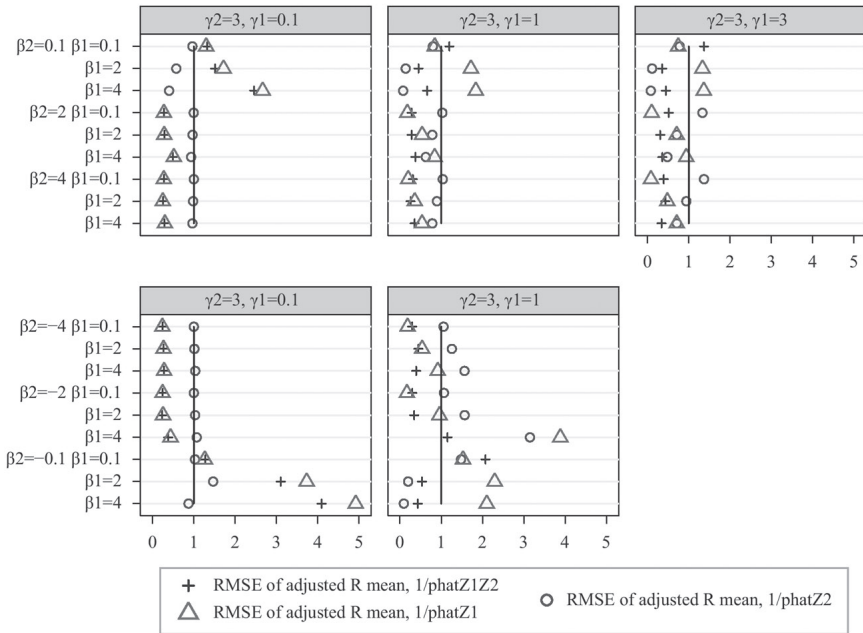 γ2=3, γ1=0.1
γ2=3, γ1=1
γ2=3, γ1=3
β2=0.1 β1=0.1
β1=2
β1=4
β2=2 β1=0.1
β1=2
β1=4
β2=4 β1=0.1
β1=2
β1=4
0 1 2 3 4 5
γ2=3, γ1=0.1
γ2=3, γ1=1
β2=−4 β1=0.1
β1=2
β1=4
β2=−2 β1=0.1
β1=2
β1=4
β2=−0.1 β1=0.1
β1=2
β1=4
0 1 2 3 4 5
0 1 2 3 4 5
RMSE of adjusted R mean, 1/phatZ1Z2
RMSE of adjusted R mean, 1/phatZ1
RMSE of adjusted R mean, 1/phatZ2